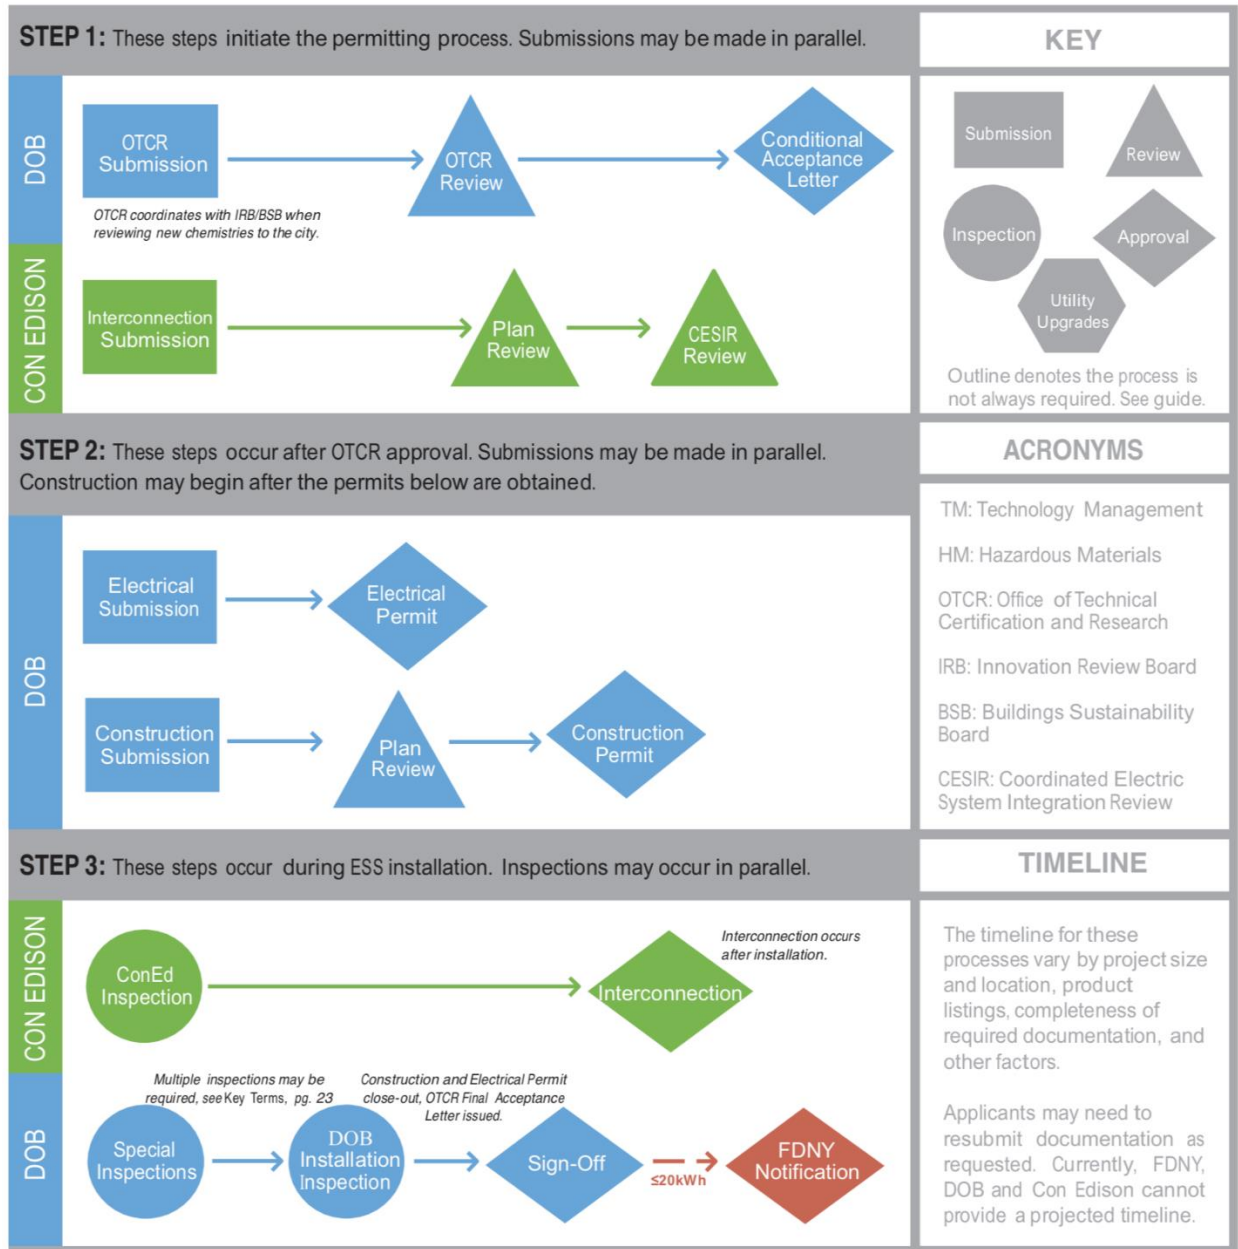 STEP 1: These steps initiate the permitting process. Submissions may be made in parallel.
DOB
OTCR
Submission
OTCR
Review
Conditional
Acceptance
Letter
OTCR coordinates with IRB/BSB when
reviewing new chemistries to the city.
CON EDISON
Interconnection
Submission
Plan
Review
CESIR
Review
KEY
Submission
Review
Inspection
Approval
Utility
Upgrades
Outline denotes the process is
not always required. See guide.
STEP 2: These steps occur after OTCR approval. Submissions may be made in parallel.
Construction may begin after the permits below are obtained.
DOB
Electrical
Submission
Electrical
Permit
Construction
Submission
Plan
Review
Construction
Permit
ACRONYMS
TM: Technology Management
HM: Hazardous Materials
OTCR: Office of Technical
Certification and Research
IRB: Innovation Review Board
BSB: Buildings Sustainability
Board
CESIR: Coordinated Electric
System Integration Review
STEP 3: These steps occur during ESS installation. Inspections may occur in parallel.
CON EDISON
ConEd
Inspection
Interconnection
Interconnection occurs
after installation.
DOB
Multiple inspections may be
required, see Key Terms, pg. 23
Construction and Electrical Permit
close-out, OTCR Final Acceptance
Letter issued.
Special
Inspections
DOB
Installation
Inspection
Sign-Off
≤20kWh
FDNY
Notification
TIMELINE
The timeline for these
processes vary by project size
and location, product
listings, completeness of
required documentation, and
other factors.
Applicants may need to
resubmit documentation as
requested. Currently, FDNY,
DOB and Con Edison cannot
provide a projected timeline.